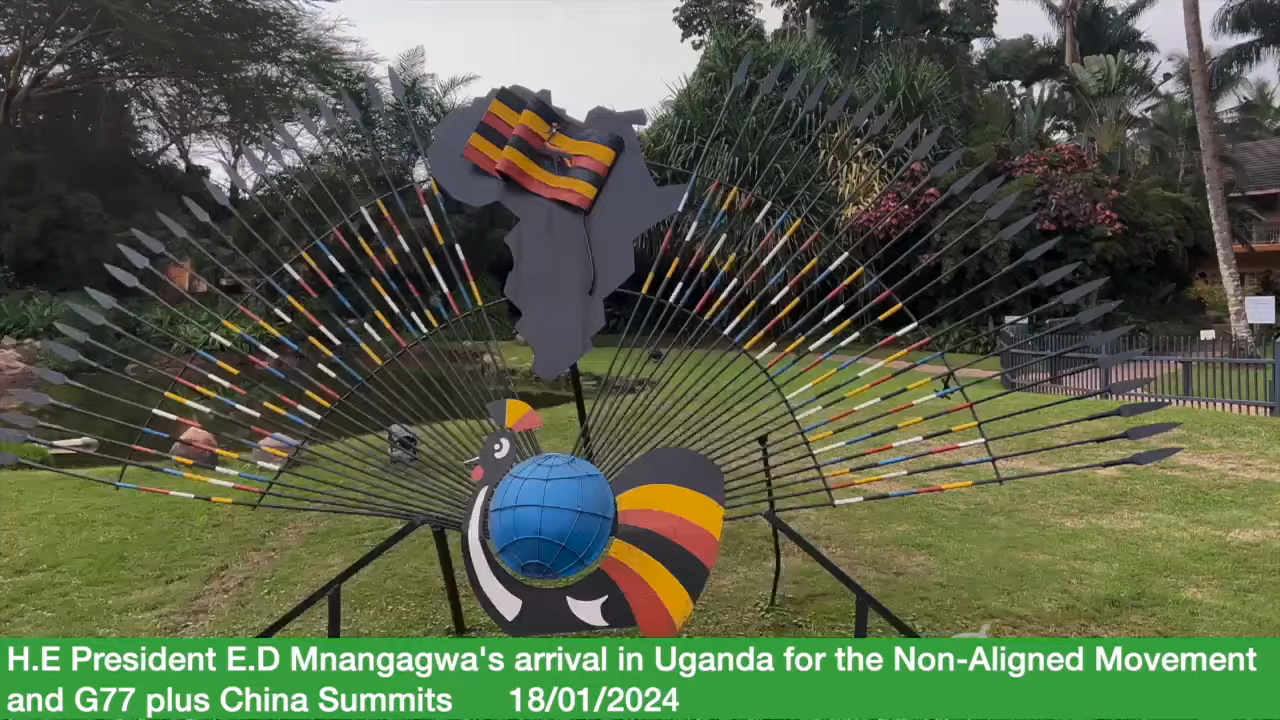 H.E President E.D Mnangagwa's arrival in Uganda for the Non-Aligned Movement
and G77 plus China Summits 18/01/2024